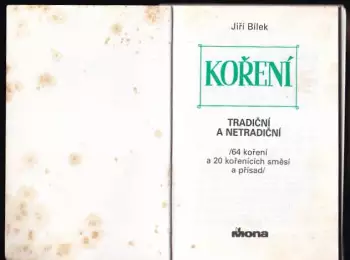 Jiří Bílek
KOŘENÍ
TRADIČNÍ
A NETRADIČNÍ
/64 koření
a 20 kořenících směsí
a přísad/
mona